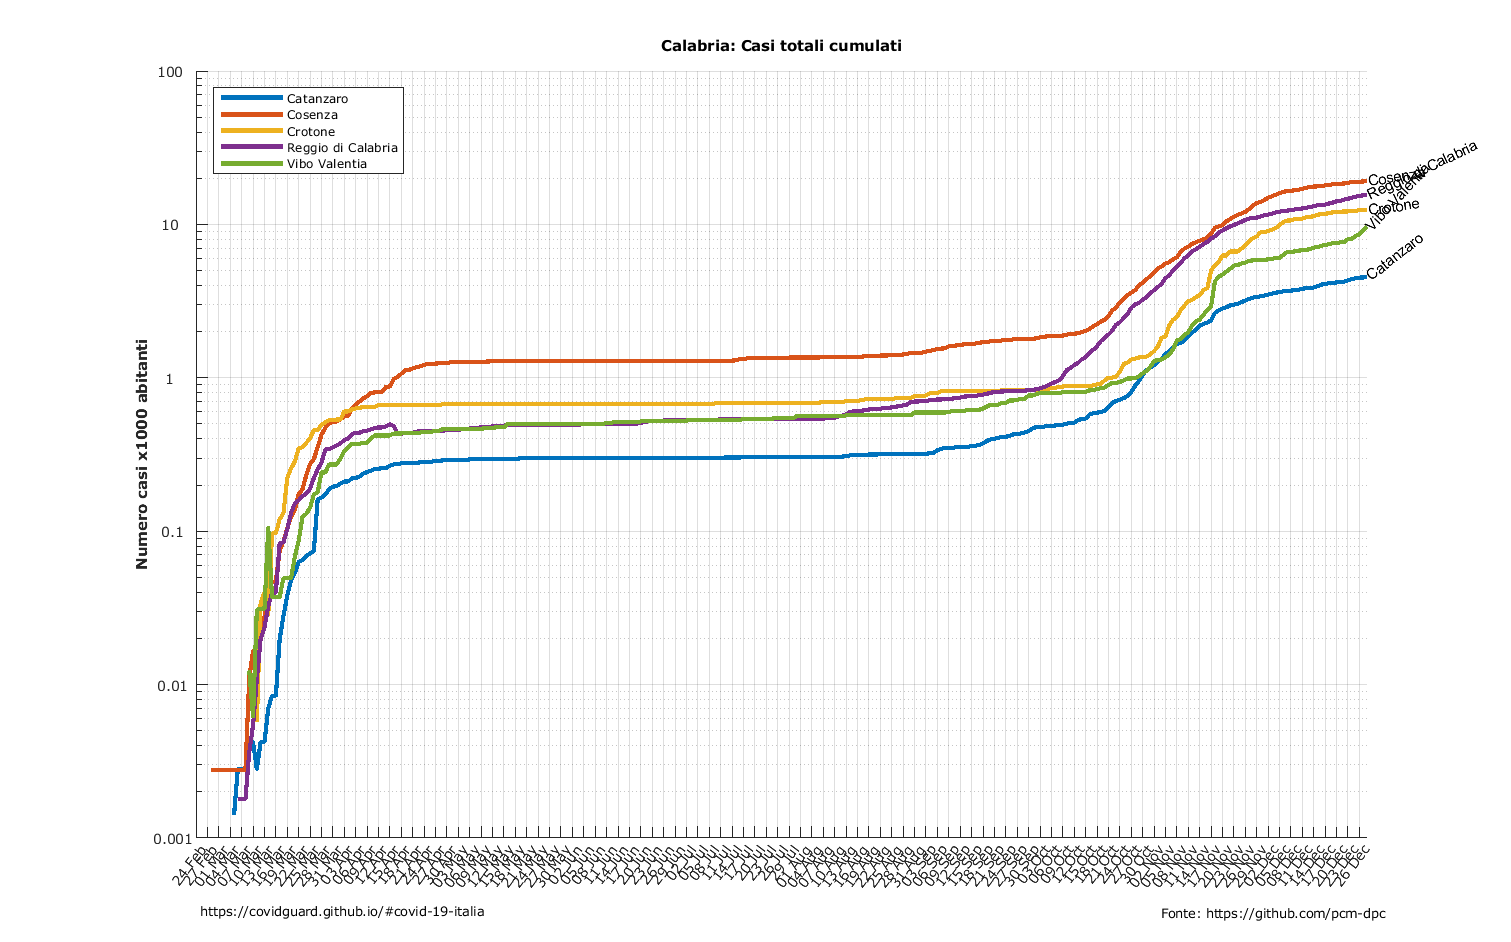 Calabria: Casi totali cumulati
100
10
1
0.1
0.01
0.001
Numero casi x1000 abitanti
Catanzaro
Cosenza
Crotone
Reggio di Calabria
Vibo Valentia
Cosenza
Reggio di Calabria
Vibo Valentia
Crotone
Catanzaro
24 Feb
27 Feb
01 Mar
04 Mar
07 Mar
10 Mar
13 Mar
16 Mar
19 Mar
22 Mar
25 Mar
28 Mar
31 Mar
03 Apr
06 Apr
09 Apr
12 Apr
15 Apr
18 Apr
21 Apr
24 Apr
27 Apr
30 Apr
03 May
06 May
09 May
12 May
15 May
18 May
21 May
24 May
27 May
30 May
02 Jun
05 Jun
08 Jun
11 Jun
14 Jun
17 Jun
20 Jun
23 Jun
26 Jun
29 Jun
02 Jul
05 Jul
08 Jul
11 Jul
14 Jul
17 Jul
20 Jul
23 Jul
26 Jul
29 Jul
01 Aug
04 Aug
07 Aug
10 Aug
13 Aug
16 Aug
19 Aug
22 Aug
25 Aug
28 Aug
31 Aug
03 Sep
06 Sep
09 Sep
12 Sep
15 Sep
18 Sep
21 Sep
24 Sep
27 Sep
30 Sep
03 Oct
06 Oct
09 Oct
12 Oct
15 Oct
18 Oct
21 Oct
24 Oct
27 Oct
30 Oct
02 Nov
05 Nov
08 Nov
11 Nov
14 Nov
17 Nov
20 Nov
23 Nov
26 Nov
29 Nov
02 Dec
05 Dec
08 Dec
11 Dec
14 Dec
17 Dec
20 Dec
23 Dec
26 Dec
https://covidguard.github.io/#covid-19-italia
Fonte: https://github.com/pcm-dpc